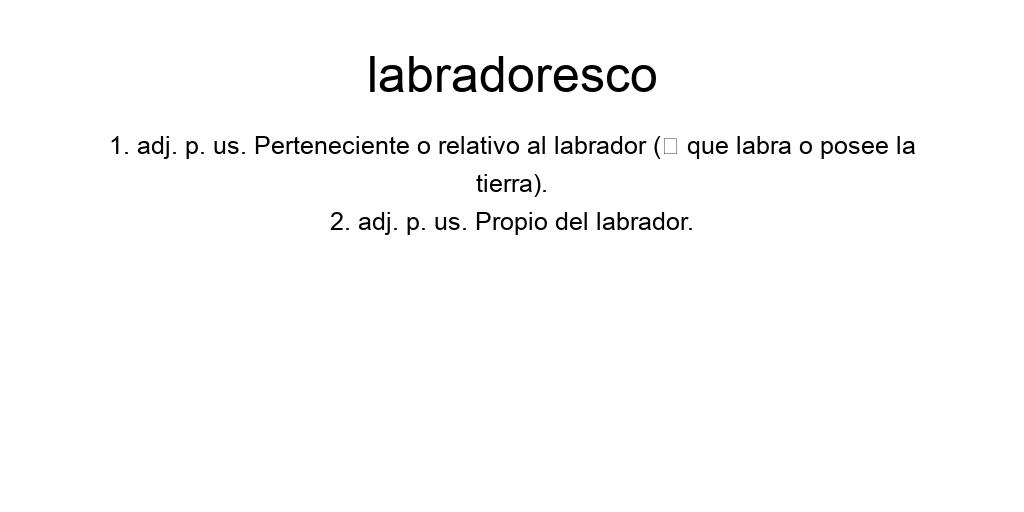 labradoresco
1. adj. p. us. Perteneciente o relativo al labrador (□ que labra o posee la
tierra).
2. adj. p. us. Propio del labrador.